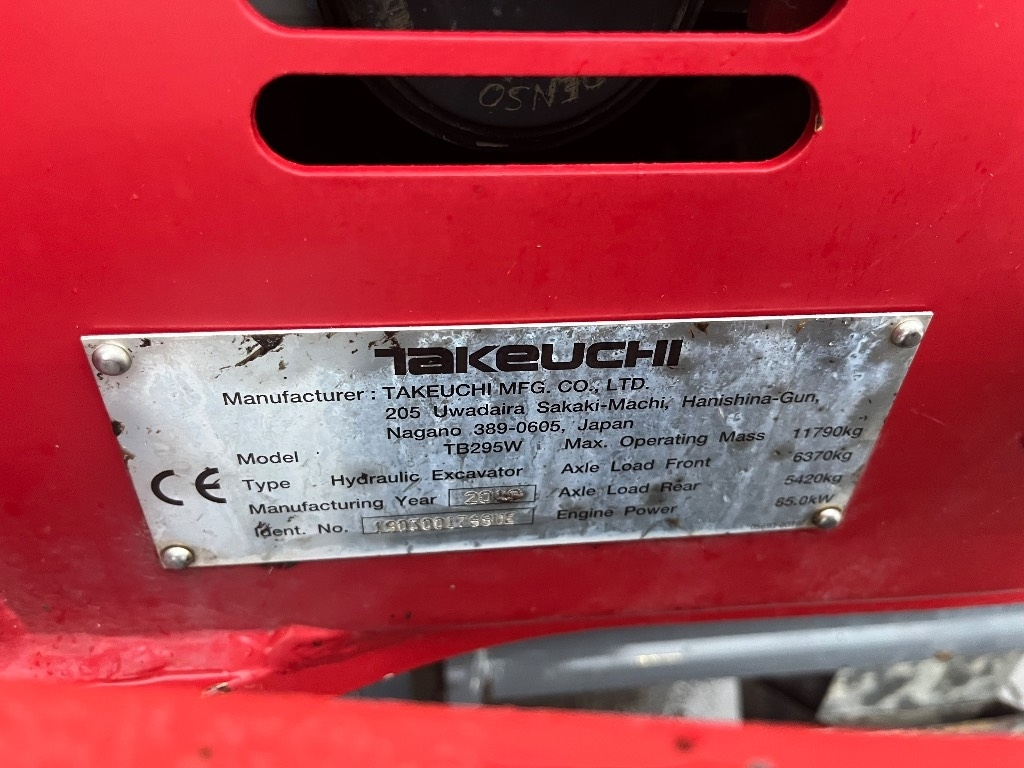 DENSO
TAKEUCHI
Manufacturer : TAKEUCHI MFG. CO., LTD.
205 Uwadaira Sakaki-Machi, Hanishina-Gun,
Nagano 389-0605, Japan
Model TB295W Max. Operating Mass 11790kg
Type Hydraulic Excavator Axle Load Front 6370kg
Manufacturing Year Axle Load Rear 5420kg
Ident. No. Engine Power 85.0kW
CE